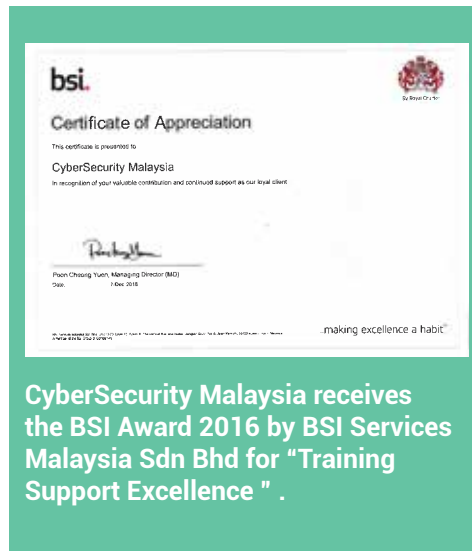 bsi.
By Royal Charter
Certificate of Appreciation
This certificate is presented to
CyberSecurity Malaysia
In recognition of your valuable contribution and continued support as our loyal client
Poon Cheong Yuen, Managing Director (MD)
Date: 7 Dec 2016
...making excellence a habit™
CyberSecurity Malaysia receives
the BSI Award 2016 by BSI Services
Malaysia Sdn Bhd for “Training
Support Excellence ” .